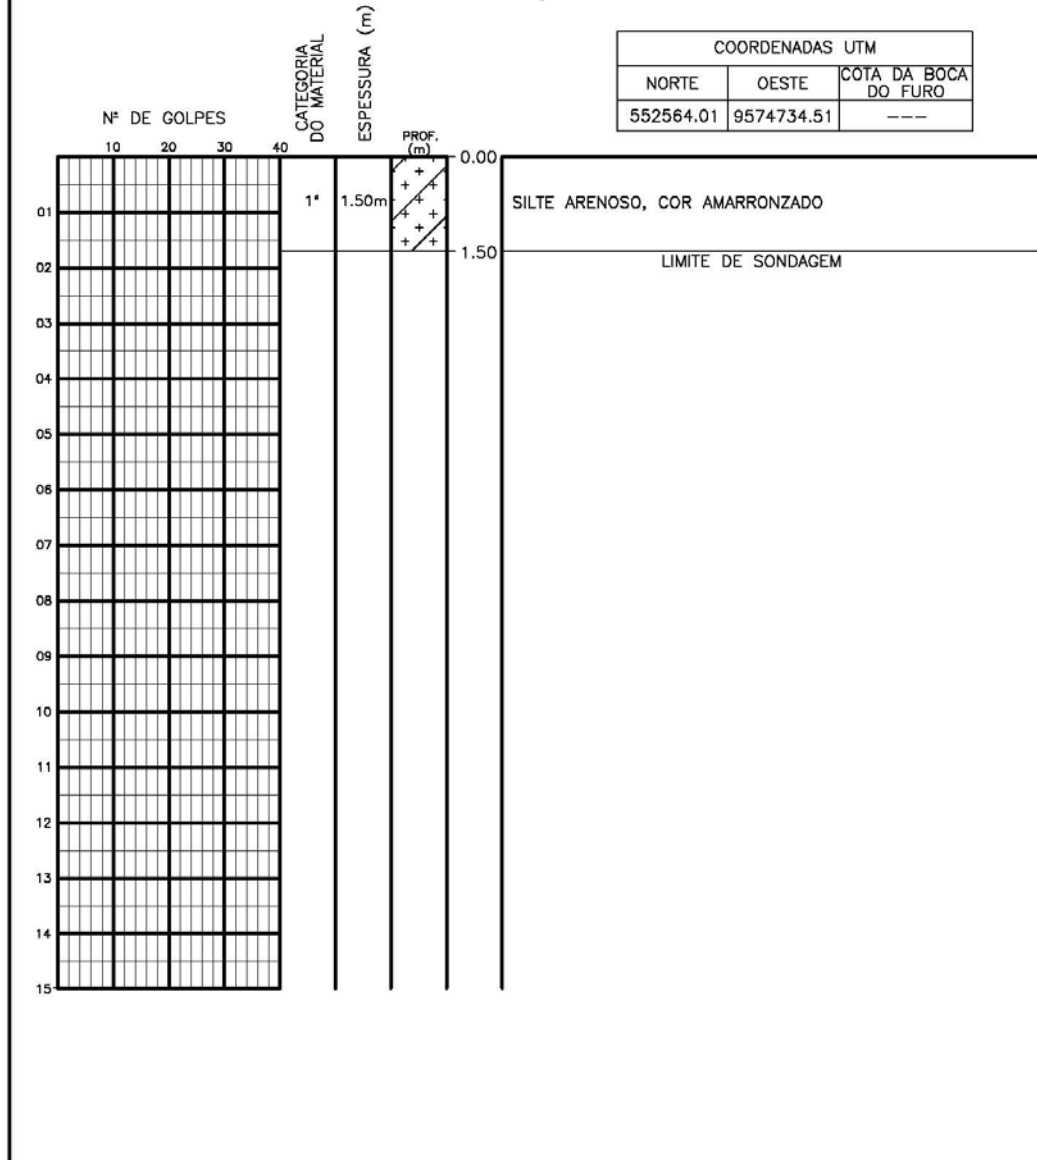 COORDENADAS UTM
NORTE OESTE COTA DA BOCA
DO FURO
552564.01 9574734.51 ---
Nº DE GOLPES
CATEGORIA
DO MATERIAL
ESPESSURA (m)
PROF.
(m)
10 20 30 40
0.00
01
1ª 1.50m SILTE ARENOSO, COR AMARRONZADO
1.50
LIMITE DE SONDAGEM
02
03
04
05
06
07
08
09
10
11
12
13
14
15